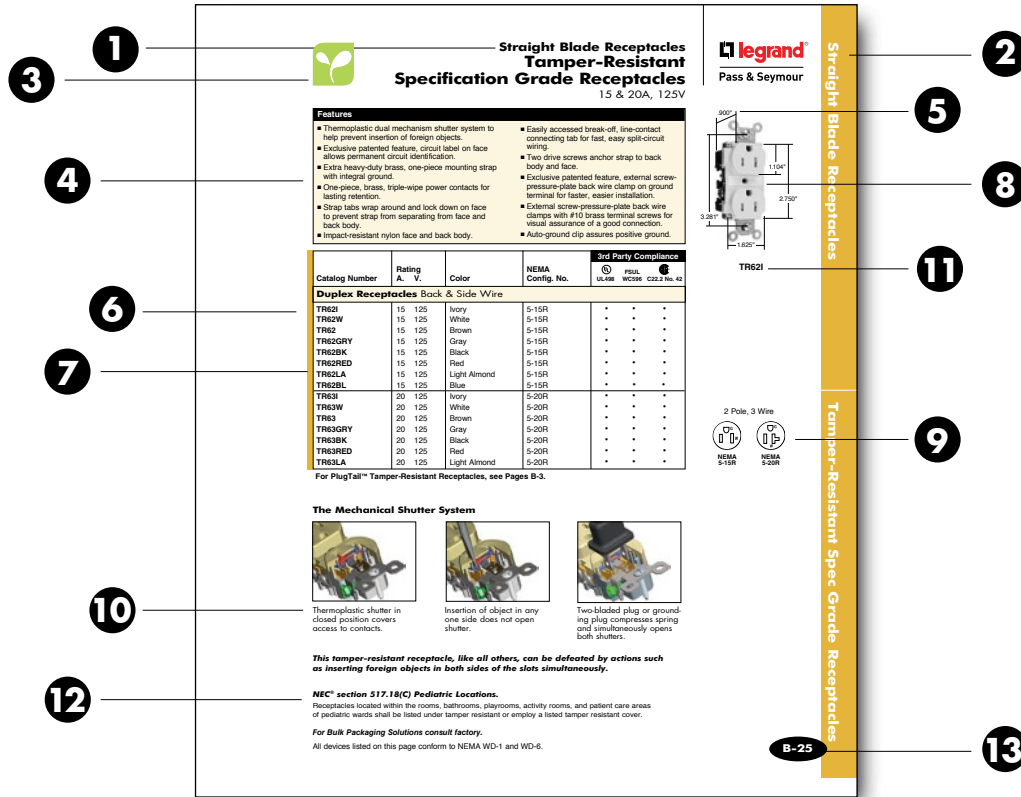 1
2
3
4
5
6
7
8
9
10
11
12
13
Straight Blade Receptacles
Tamper-Resistant
Specification Grade Receptacles
15 & 20A, 125V
legrand®
Pass & Seymour
Straight Blade Receptacles
Tamper-Resistant Spec Grade Receptacles
Features
▪ Thermoplastic dual mechanism shutter system to
help prevent insertion of foreign objects.
▪ Exclusive patented feature, circuit label on face
allows permanent circuit identification.
▪ Extra heavy-duty brass, one-piece mounting strap
with integral ground.
▪ One-piece, brass, triple-wipe power contacts for
lasting retention.
▪ Strap tabs wrap around and lock down on face
to prevent strap from separating from face and
back body.
▪ Impact-resistant nylon face and back body.
▪ Easily accessed break-off, line-contact
connecting tab for fast, easy split-circuit
wiring.
▪ Two drive screws anchor strap to back
body and face.
▪ Exclusive patented feature, external screw-
pressure-plate back wire clamp on ground
terminal for faster, easier installation.
▪ External screw-pressure-plate back wire
clamps with #10 brass terminal screws for
visual assurance of a good connection.
▪ Auto-ground clip assures positive ground.
.900"
1.104"
2.750"
3.281"
1.625"
TR62I
3rd Party Compliance
Catalog Number Rating A. V. Color NEMA Config. No. UL498 FSUL WC596 C22.2 No. 42
Duplex Receptacles Back & Side Wire
TR62I 15 125 Ivory 5-15R • • •
TR62W 15 125 White 5-15R • • •
TR62 15 125 Brown 5-15R • • •
TR62GRY 15 125 Gray 5-15R • • •
TR62BK 15 125 Black 5-15R • • •
TR62RED 15 125 Red 5-15R • • •
TR62LA 15 125 Light Almond 5-15R • • •
TR62BL 15 125 Blue 5-15R • • •
TR63I 20 125 Ivory 5-20R • • •
TR63W 20 125 White 5-20R • • •
TR63 20 125 Brown 5-20R • • •
TR63GRY 20 125 Gray 5-20R • • •
TR63BK 20 125 Black 5-20R • • •
TR63RED 20 125 Red 5-20R • • •
TR63LA 20 125 Light Almond 5-20R • • •
For PlugTail™ Tamper-Resistant Receptacles, see Pages B-3.
2 Pole, 3 Wire
NEMA
5-15R
NEMA
5-20R
The Mechanical Shutter System
Thermoplastic shutter in
closed position covers
access to contacts.
Insertion of object in any
one side does not open
shutter.
Two-bladed plug or ground-
ing plug compresses spring
and simultaneously opens
both shutters.
This tamper-resistant receptacle, like all others, can be defeated by actions such
as inserting foreign objects in both sides of the slots simultaneously.
NEC® section 517.18(C) Pediatric Locations.
Receptacles located within the rooms, bathrooms, playrooms, activity rooms, and patient care areas
of pediatric wards shall be listed under tamper resistant or employ a listed tamper resistant cover.
For Bulk Packaging Solutions consult factory.
All devices listed on this page conform to NEMA WD-1 and WD-6.
B-25